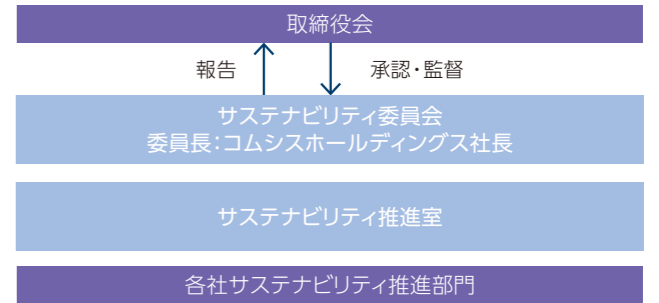 取締役会
報告
承認・監督
サステナビリティ委員会
委員長：コムシスホールディングス社長
サステナビリティ推進室
各社サステナビリティ推進部門